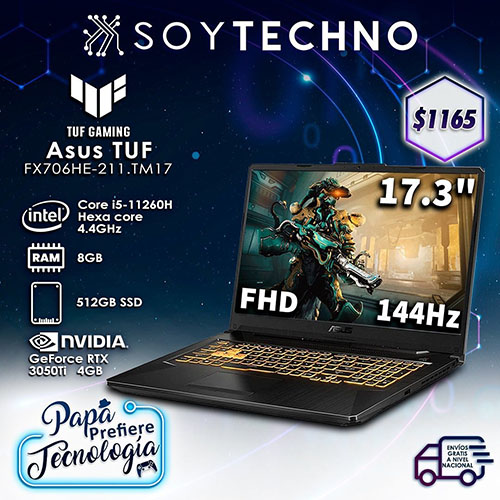 SOYTECHNO
$1165
TUF GAMING
Asus TUF
FX706HE-211.TM17
intel
Core i5-11260H
Hexa core
4.4GHz
RAM
8GB
512GB SSD
NVIDIA.
GeForce RTX
3050Ti 4GB
17.3"
FHD
144Hz
ASUS
Papá
Prefiere
Tecnología
ENVÍOS
GRATIS
A NIVEL
NACIONAL